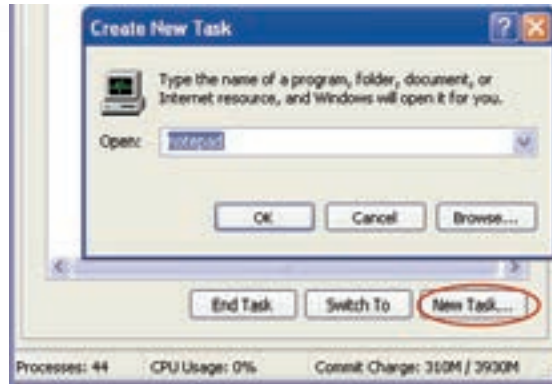 Create New Task
Type the name of a program, folder, document, or
Internet resource, and Windows will open it for you.
Open: notepad
OK Cancel Browse...
End Task Switch To New Task...
Processes: 44 CPU Usage: 0% Commit Charge: 310M / 3930M